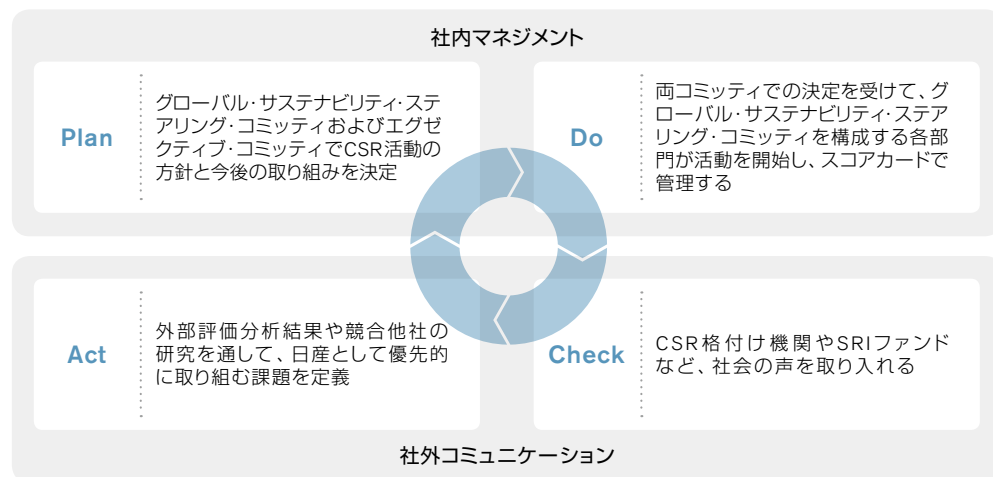 社内マネジメント
Plan
グローバル・サステナビリティ・ステ
アリング・コミッティおよびエグゼ
クティブ・コミッティでCSR活動の
方針と今後の取り組みを決定
Do
両コミッティでの決定を受けて、グ
ローバル・サステナビリティ・ステア
リング・コミッティを構成する各部
門が活動を開始し、スコアカードで
管理する
Act
外部評価分析結果や競合他社の
研究を通して、日産として優先的
に取り組む課題を定義
Check
CSR格付け機関やSRIファンド
など、社会の声を取り入れる
社外コミュニケーション